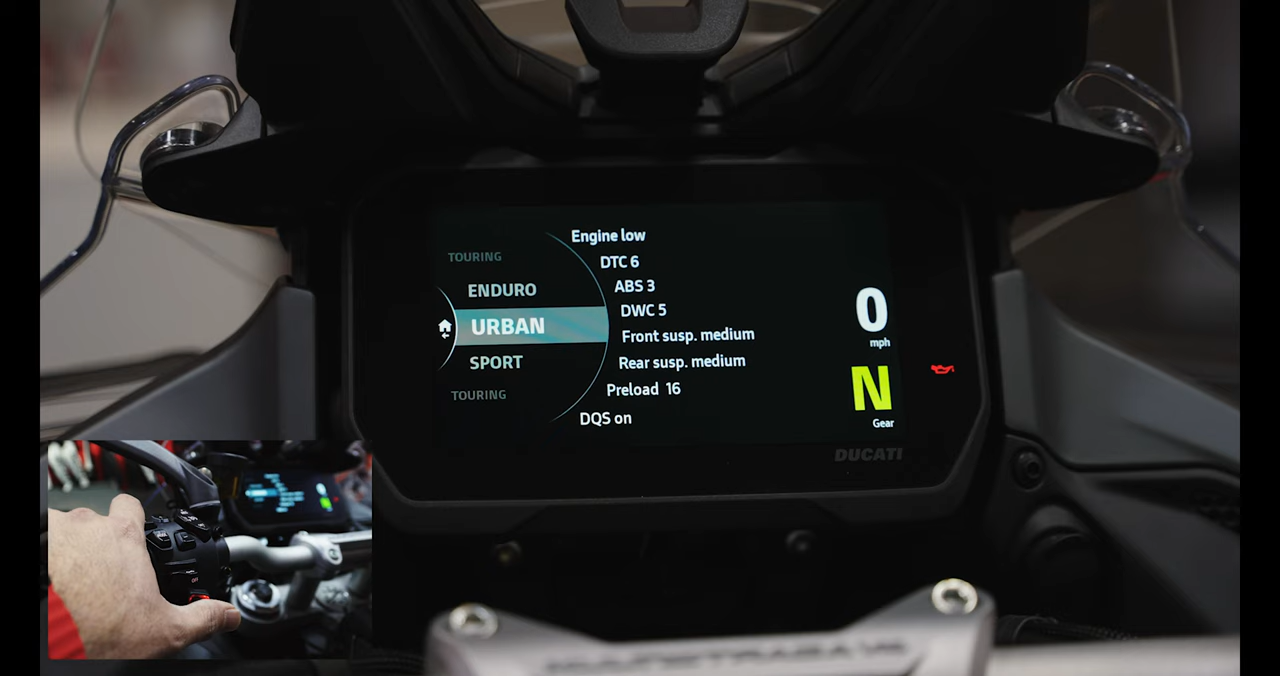 TOURING
ENDURO
URBAN
SPORT
TOURING
Engine low
DTC 6
ABS 3
DWC 5
Front susp. medium
Rear susp. medium
Preload 16
DQS on
0
mph
N
Gear
DUCATI